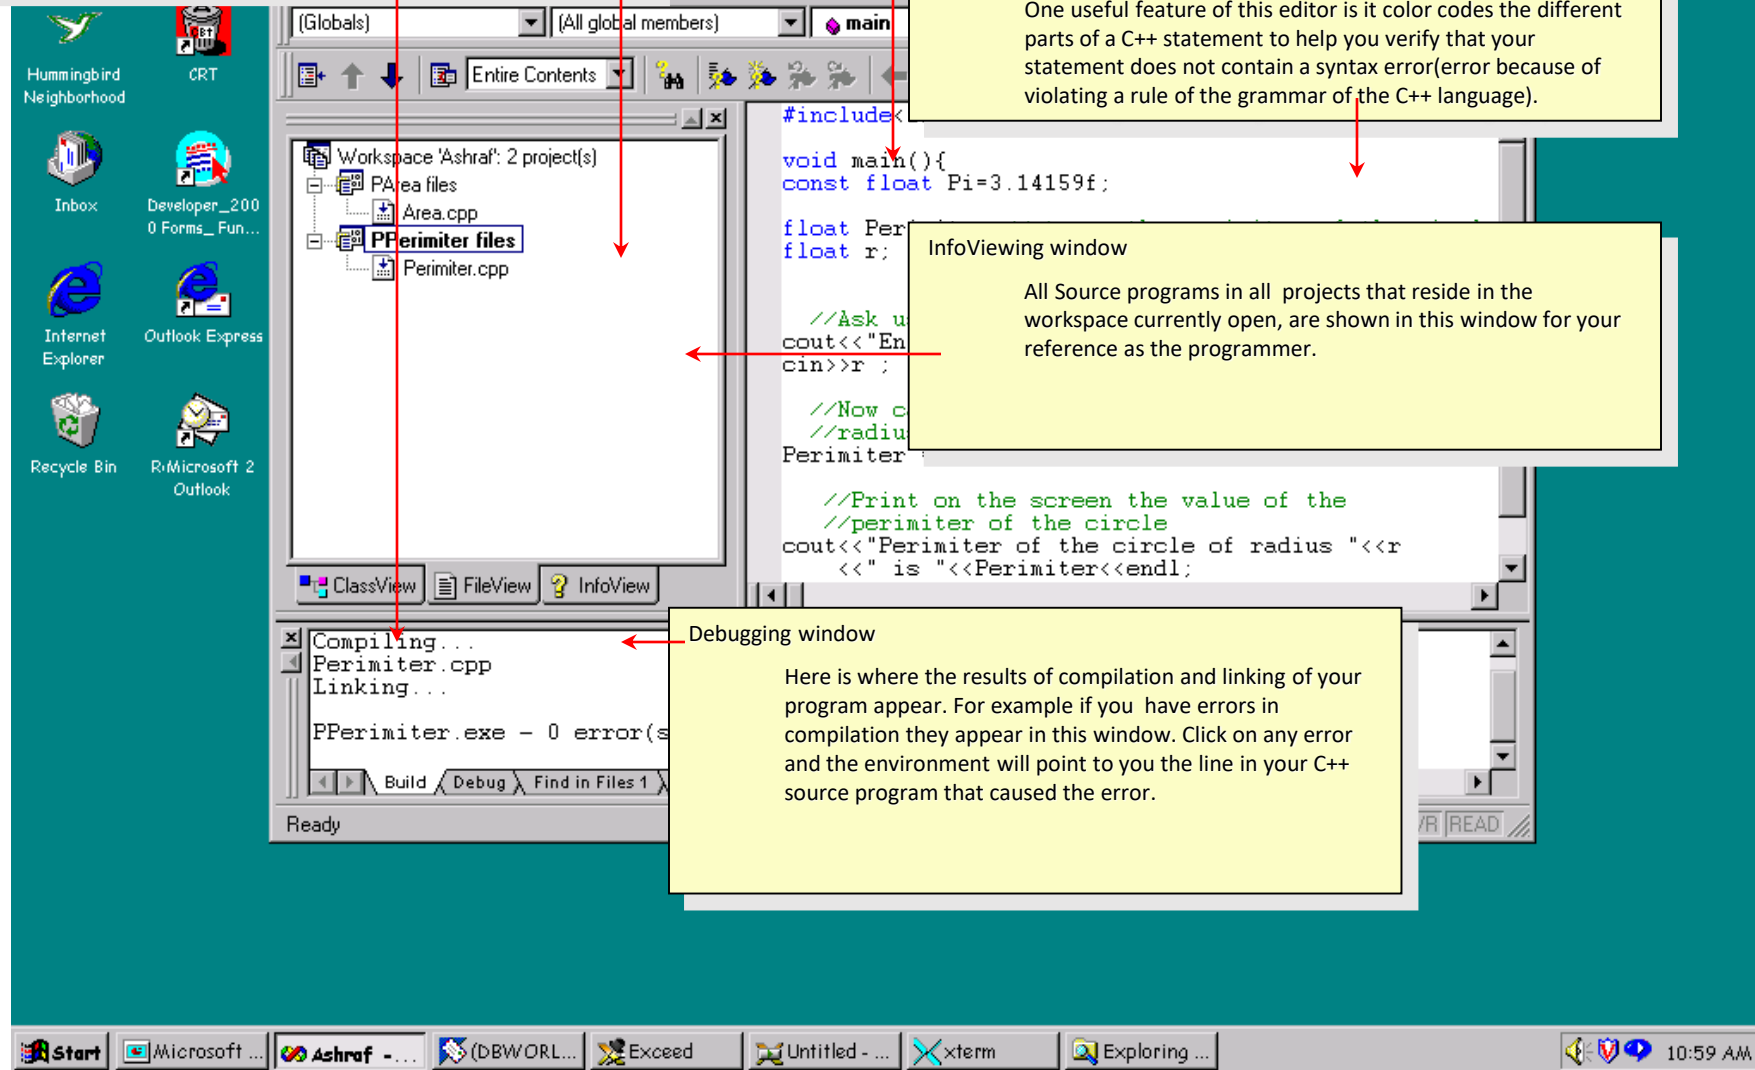 (Globals)
(All global members)
main
One useful feature of this editor is it color codes the different
parts of a C++ statement to help you verify that your
statement does not contain a syntax error(error because of
violating a rule of the grammar of the C++ language).
Hummingbird
Neighborhood
CRT
Entire Contents
Inbox
Developer_200
0 Forms_ Fun...
Internet
Explorer
Outlook Express
Recycle Bin
R‹Microsoft 2
Outlook
Workspace 'Ashraf': 2 project(s)
PArea files
Area.cpp
PPerimiter files
Perimiter.cpp
ClassView
FileView
InfoView
#include<
void main(){
const float Pi=3.14159f;
float Per
float r;
//Ask u
cout<<"En
cin>>r ;
//Now c
//radiu
Perimiter
//Print on the screen the value of the
//perimiter of the circle
cout<<"Perimiter of the circle of radius "<<r
<<" is "<<Perimiter<<endl;
InfoViewing window
All Source programs in all  projects that reside in the
workspace currently open, are shown in this window for your
reference as the programmer.
Compiling...
Perimiter.cpp
Linking...
PPerimiter.exe - 0 error(s
Build
Debug
Find in Files 1
Debugging window
Here is where the results of compilation and linking of your
program appear. For example if you  have errors in
compilation they appear in this window. Click on any error
and the environment will point to you the line in your C++
source program that caused the error.
Ready
READ
Start
Microsoft ...
Ashraf -...
(DBWORL...
Exceed
Untitled - ...
xterm
Exploring ...
10:59 AM